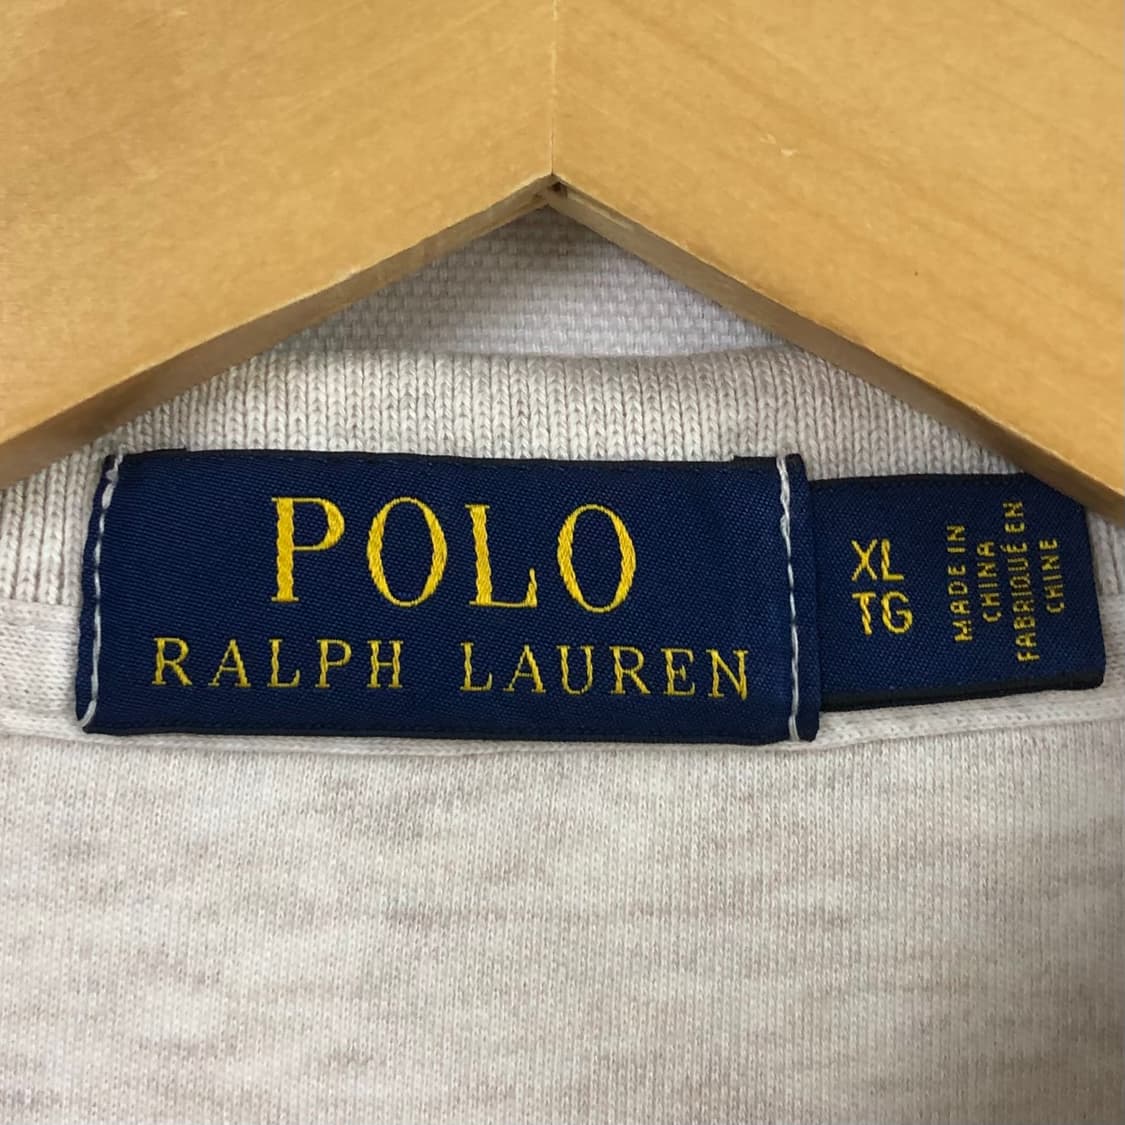 POLO
RALPH LAUREN
XL
TG
MADE IN
CHINA
FABRIQUÉ EN
CHINE